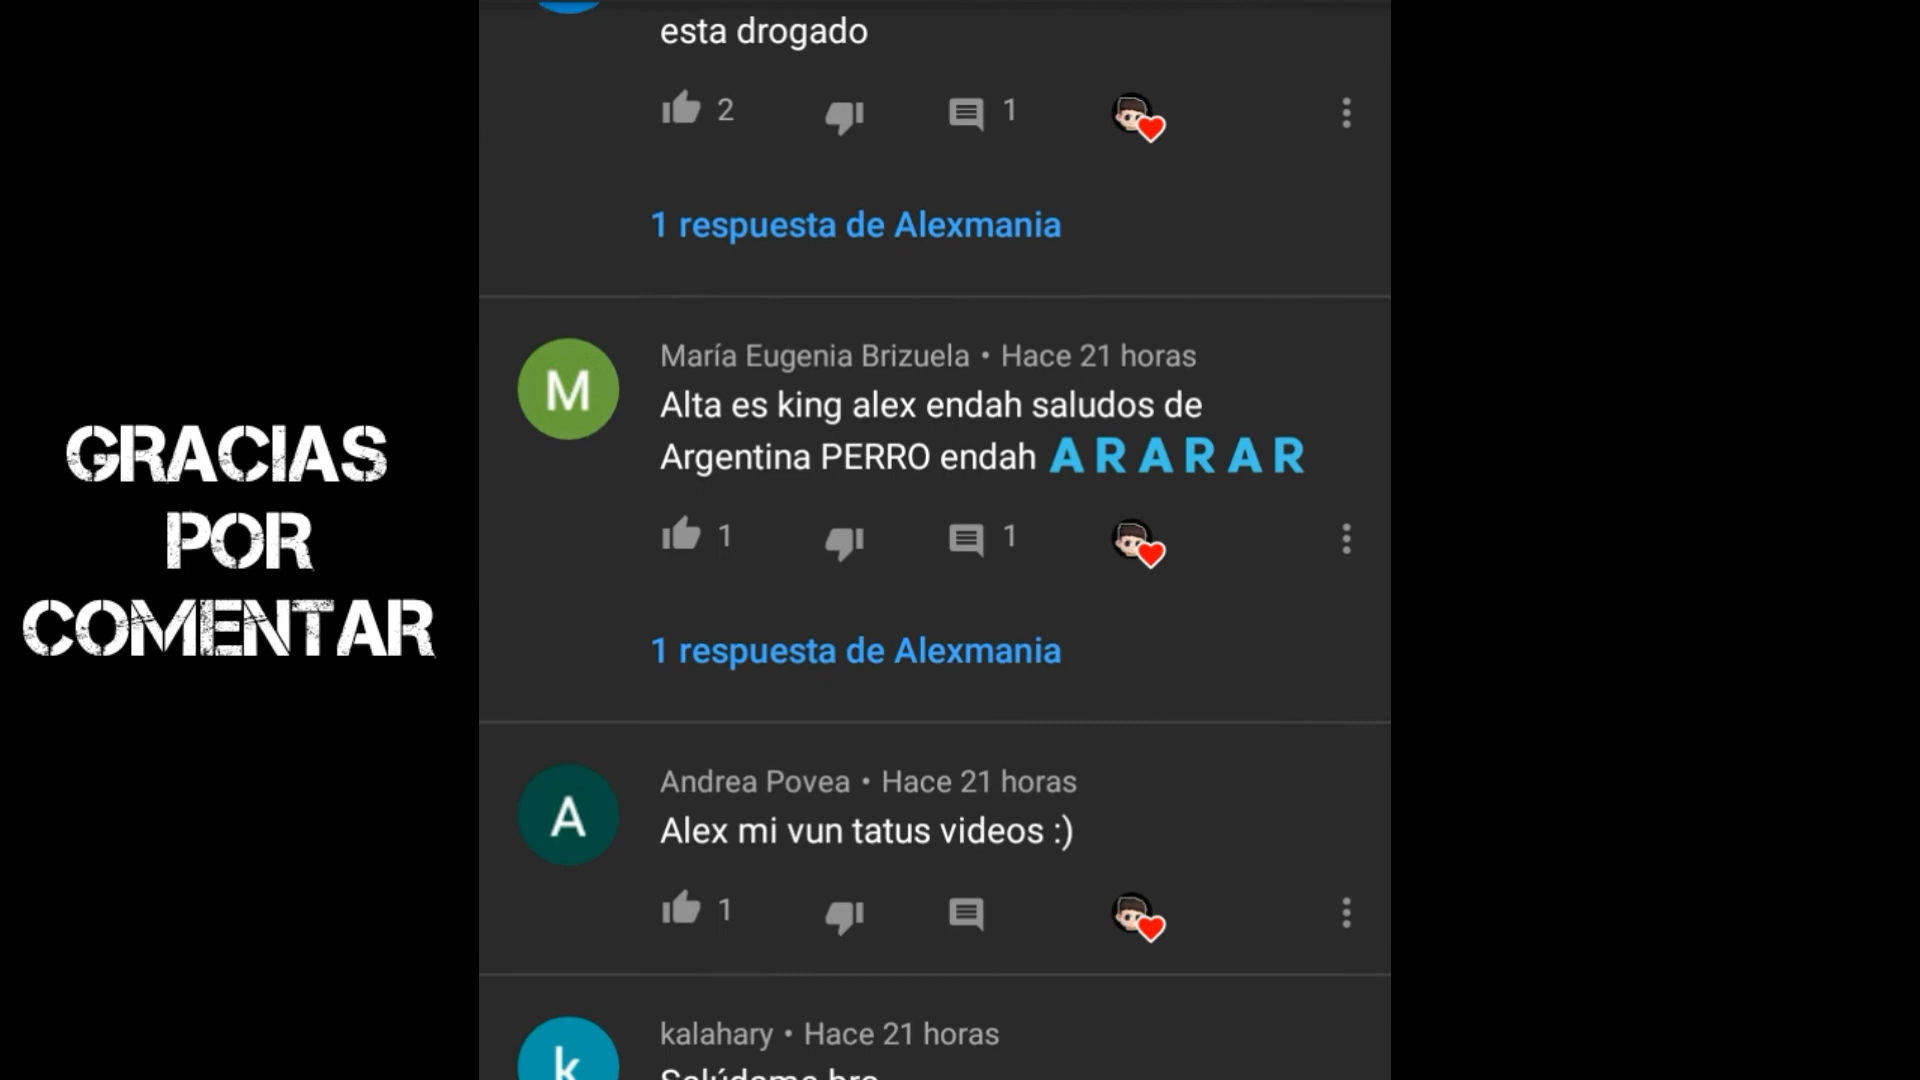 GRACIAS
POR
COMENTAR
esta drogado
2 1
1 respuesta de Alexmania
M
María Eugenia Brizuela • Hace 21 horas
Alta es king alex endah saludos de
Argentina PERRO endah A R A R A R
1 1
1 respuesta de Alexmania
A
Andrea Povea • Hace 21 horas
Alex mi vun tatus videos :)
1
k
kalahary • Hace 21 horas
Salúdame bro